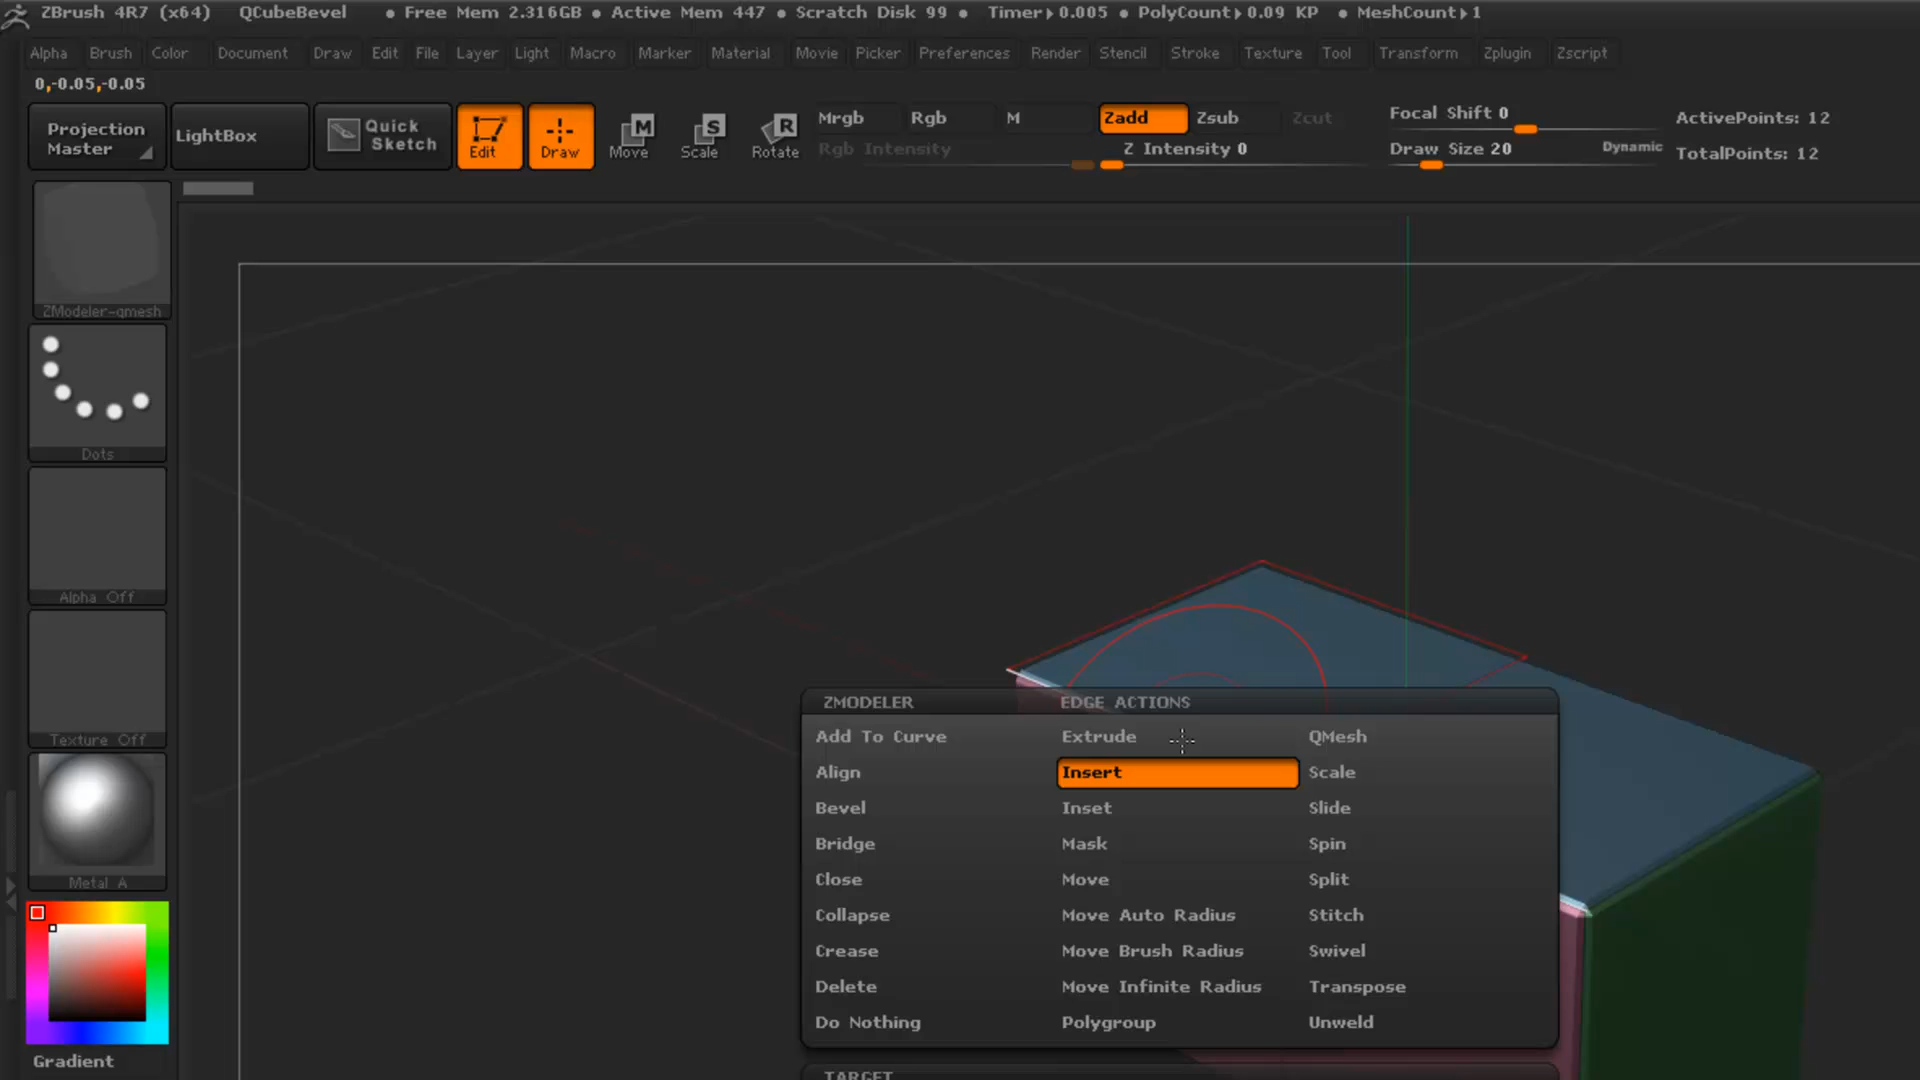 ZBrush 4R7 (x64) QCubeBevel • Free Mem 2.316GB • Active Mem 447 • Scratch Disk 99 • Timer▸0.005 • PolyCount▸0.09 KP • MeshCount▸1
Alpha Brush Color Document Draw Edit File Layer Light Macro Marker Material Movie Picker Preferences Render Stencil Stroke Texture Tool Transform Zplugin Zscript
0,-0.05,-0.05
Projection Master
LightBox
Quick Sketch
Edit
Draw
M
Move
S
Scale
R
Rotate
Mrgb Rgb M
Rgb Intensity
Zadd Zsub Zcut
Z Intensity 0
Focal Shift 0
Draw Size 20 Dynamic
ActivePoints: 12
TotalPoints: 12
ZModeler-qmesh
Dots
Alpha Off
Texture Off
Metal A
Gradient
ZMODELER EDGE ACTIONS
Add To Curve Extrude QMesh
Align Insert Scale
Bevel Inset Slide
Bridge Mask Spin
Close Move Split
Collapse Move Auto Radius Stitch
Crease Move Brush Radius Swivel
Delete Move Infinite Radius Transpose
Do Nothing Polygroup Unweld
TARGET